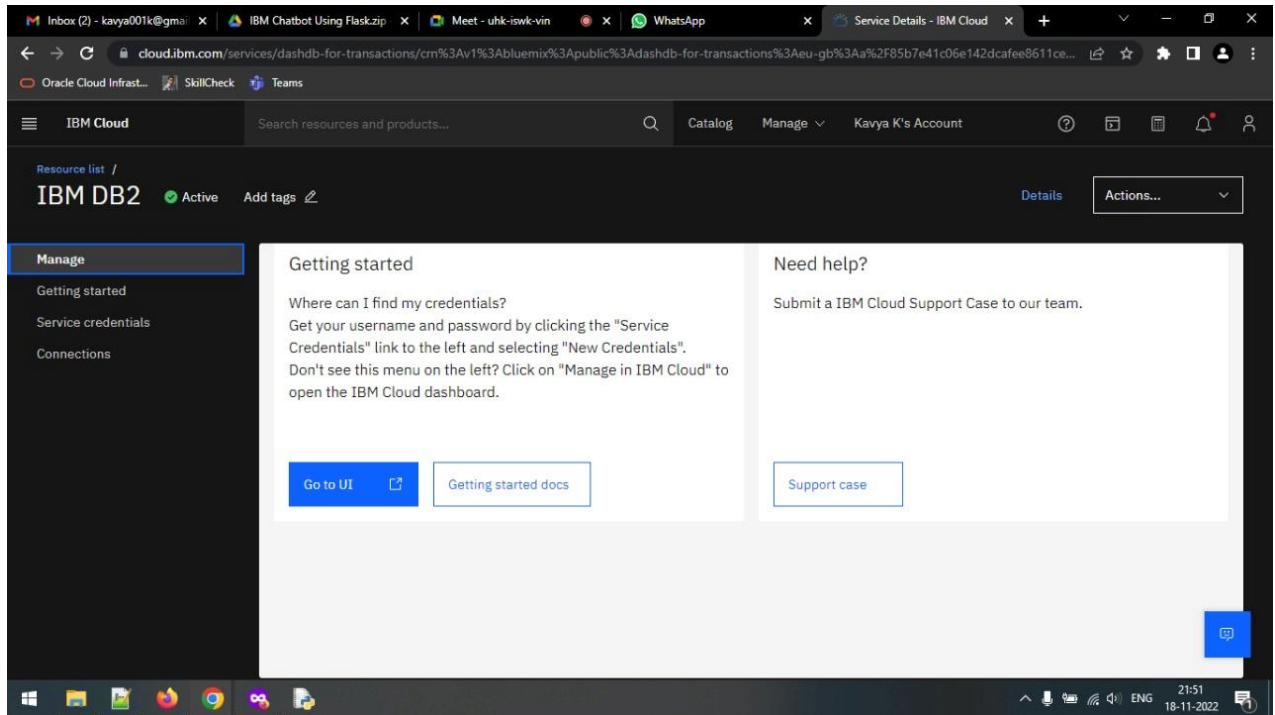 Inbox (2) - kavya001k@gmai
IBM Chatbot Using Flask.zip
Meet - uhk-iswk-vin
WhatsApp
Service Details - IBM Cloud
cloud.ibm.com/services/dashdb-for-transactions/crn%3Av1%3Abluemix%3Apublic%3Adashdb-for-transactions%3Aeu-gb%3Aa%2F85b7e41c06e142dcafee8611ce...
Oracle Cloud Infrast...
SkillCheck
Teams
IBM Cloud
Search resources and products...
Catalog
Manage
Kavya K's Account
Resource list /
IBM DB2
Active
Add tags
Details
Actions...
Manage
Getting started
Service credentials
Connections
Getting started
Where can I find my credentials?
Get your username and password by clicking the "Service
Credentials" link to the left and selecting "New Credentials".
Don't see this menu on the left? Click on "Manage in IBM Cloud" to
open the IBM Cloud dashboard.
Go to UI
Getting started docs
Need help?
Submit a IBM Cloud Support Case to our team.
Support case
ENG
21:51
18-11-2022